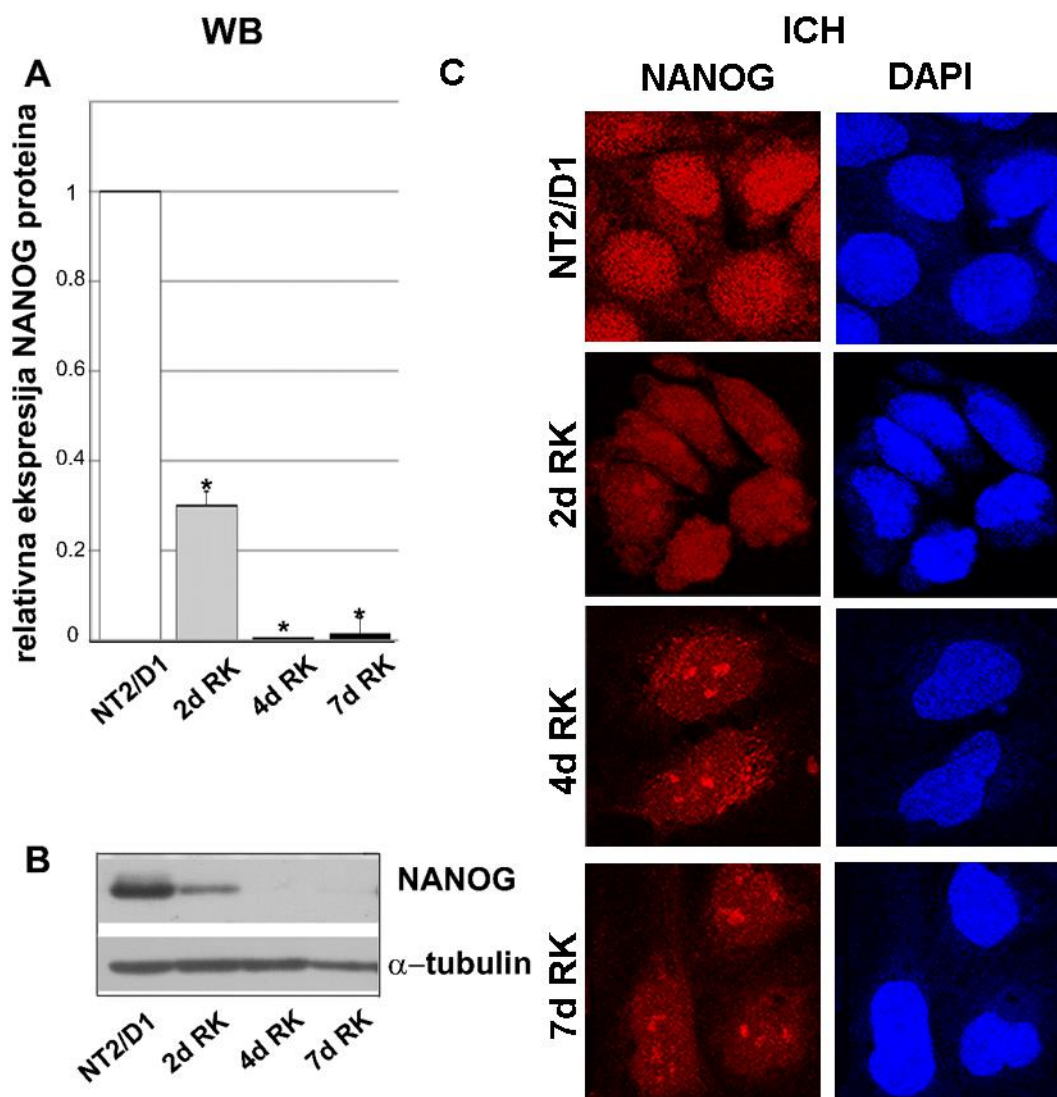 WB
A
relativna ekspresija NANOG proteina
1
0.8
0.6
0.4
0.2
0
*
*
*
NT2/D1
2d RK
4d RK
7d RK
B
NANOG
α–tubulin
NT2/D1
2d RK
4d RK
7d RK
C
ICH
NANOG
DAPI
NT2/D1
2d RK
4d RK
7d RK